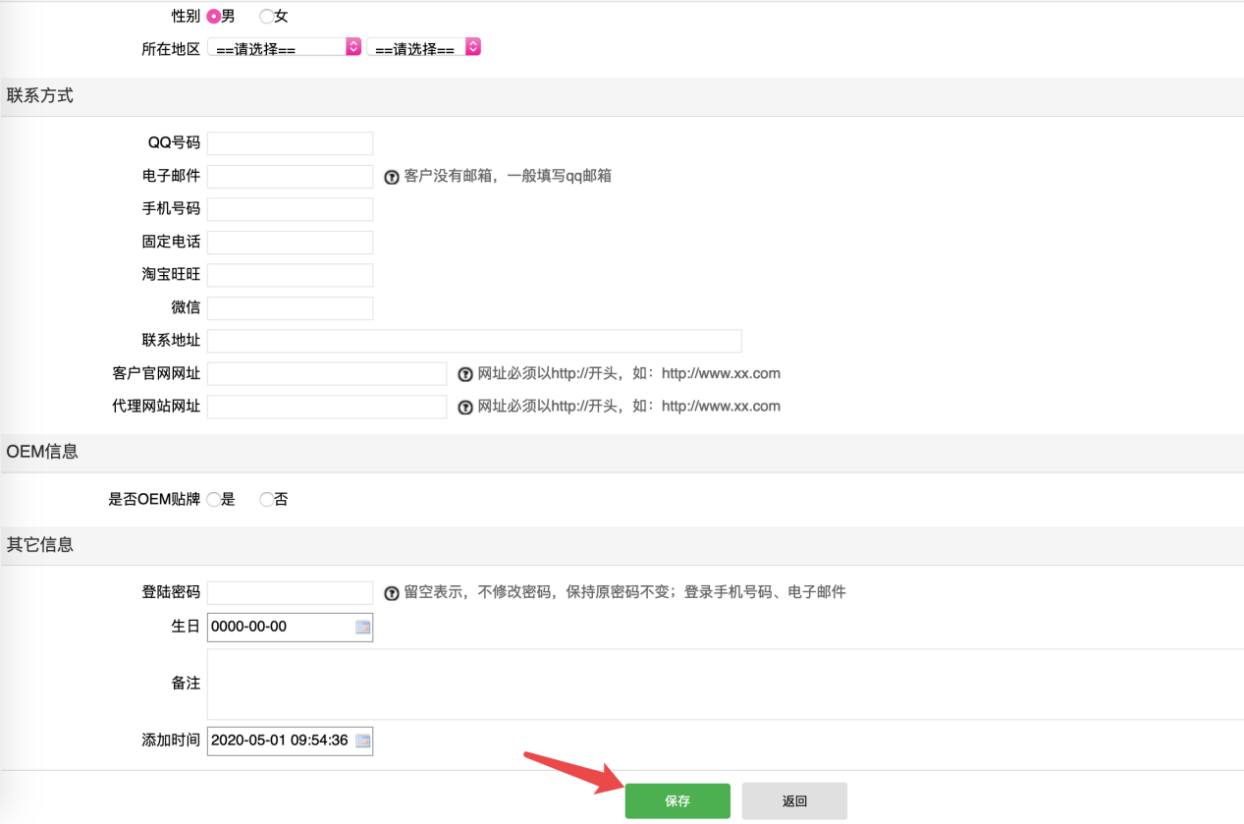 性别 男 女
所在地区 ==请选择== ==请选择==
联系方式
QQ号码
电子邮件 客户没有邮箱，一般填写qq邮箱
手机号码
固定电话
淘宝旺旺
微信
联系地址
客户官网网址 网址必须以http://开头，如：http://www.xx.com
代理网站网址 网址必须以http://开头，如：http://www.xx.com
OEM信息
是否OEM贴牌 是 否
其它信息
登陆密码 留空表示，不修改密码，保持原密码不变；登录手机号码、电子邮件
生日 0000-00-00
备注
添加时间 2020-05-01 09:54:36
保存 返回